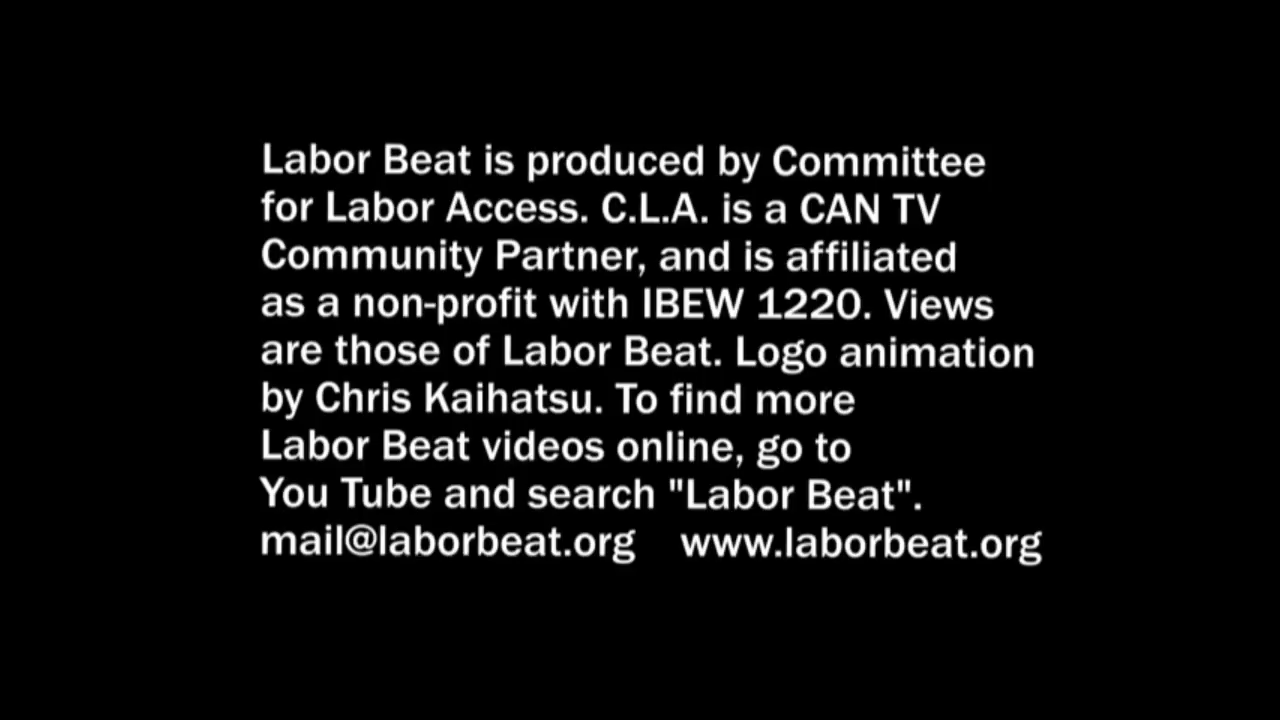 Labor Beat is produced by Committee
for Labor Access. C.L.A. is a CAN TV
Community Partner, and is affiliated
as a non-profit with IBEW 1220. Views
are those of Labor Beat. Logo animation
by Chris Kaihatsu. To find more
Labor Beat videos online, go to
You Tube and search "Labor Beat".
mail@laborbeat.org www.laborbeat.org